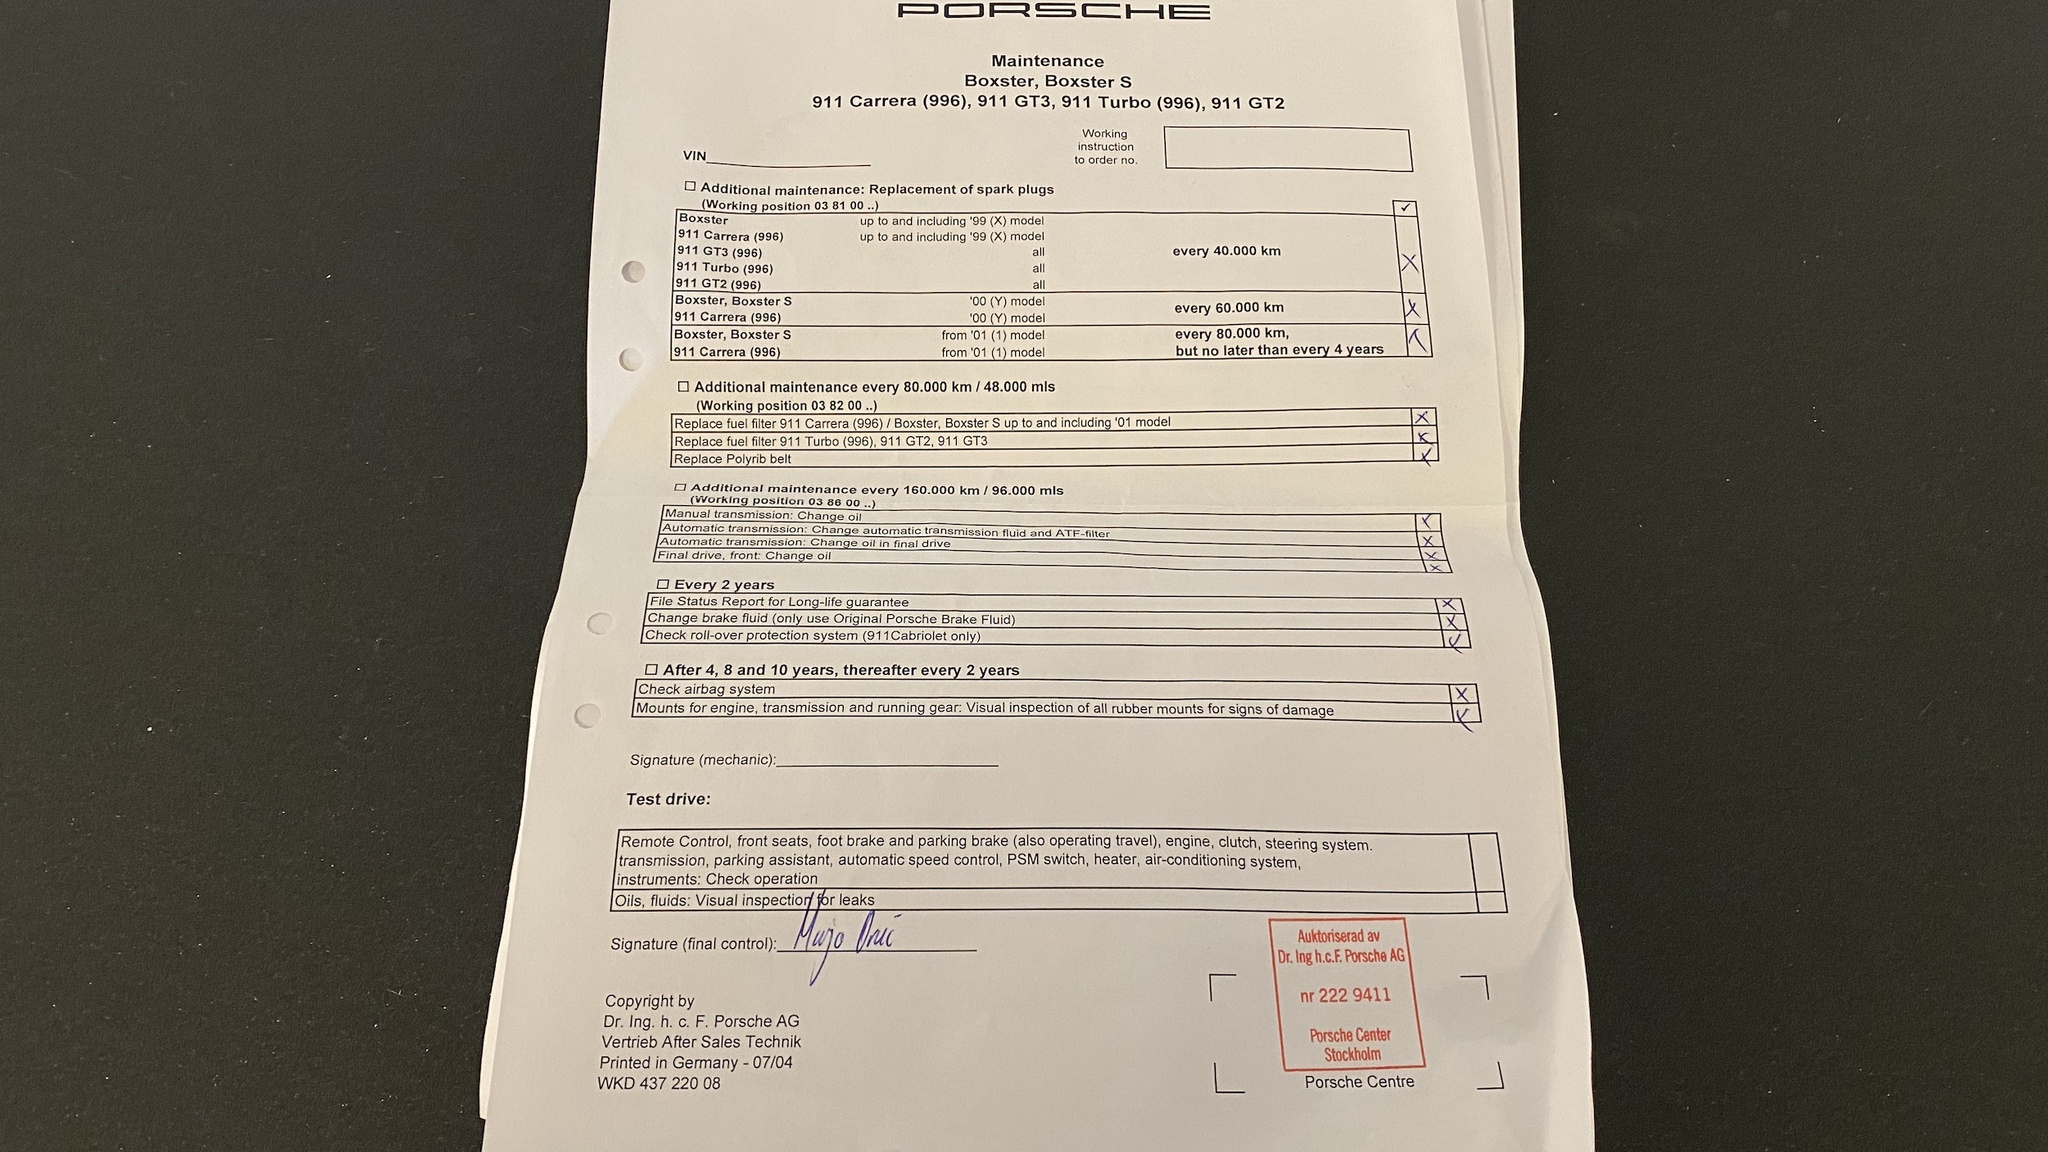 PORSCHE
Maintenance
Boxster, Boxster S
911 Carrera (996), 911 GT3, 911 Turbo (996), 911 GT2
Working
instruction
to order no.
VIN
☐ Additional maintenance: Replacement of spark plugs
(Working position 03 81 00 ..)
✓
Boxster up to and including '99 (X) model
911 Carrera (996) up to and including '99 (X) model
911 GT3 (996) all every 40.000 km
911 Turbo (996) all X
911 GT2 (996) all
Boxster, Boxster S '00 (Y) model every 60.000 km X
911 Carrera (996) '00 (Y) model
Boxster, Boxster S from '01 (1) model every 80.000 km, X
911 Carrera (996) from '01 (1) model but no later than every 4 years
☐ Additional maintenance every 80.000 km / 48.000 mls
(Working position 03 82 00 ..)
Replace fuel filter 911 Carrera (996) / Boxster, Boxster S up to and including '01 model X
Replace fuel filter 911 Turbo (996), 911 GT2, 911 GT3 X
Replace Polyrib belt X
☐ Additional maintenance every 160.000 km / 96.000 mls
(Working position 03 86 00 ..)
Manual transmission: Change oil X
Automatic transmission: Change automatic transmission fluid and ATF-filter X
Automatic transmission: Change oil in final drive X
Final drive, front: Change oil X
☐ Every 2 years
File Status Report for Long-life guarantee X
Change brake fluid (only use Original Porsche Brake Fluid) X
Check roll-over protection system (911Cabriolet only) X
☐ After 4, 8 and 10 years, thereafter every 2 years
Check airbag system X
Mounts for engine, transmission and running gear: Visual inspection of all rubber mounts for signs of damage X
Signature (mechanic):
Test drive:
Remote Control, front seats, foot brake and parking brake (also operating travel), engine, clutch, steering system.
transmission, parking assistant, automatic speed control, PSM switch, heater, air-conditioning system,
instruments: Check operation
Oils, fluids: Visual inspection for leaks
Signature (final control):
Auktoriserad av
Dr. Ing h.c.F. Porsche AG
nr 222 9411
Porsche Center
Stockholm
Porsche Centre
Copyright by
Dr. Ing. h. c. F. Porsche AG
Vertrieb After Sales Technik
Printed in Germany - 07/04
WKD 437 220 08